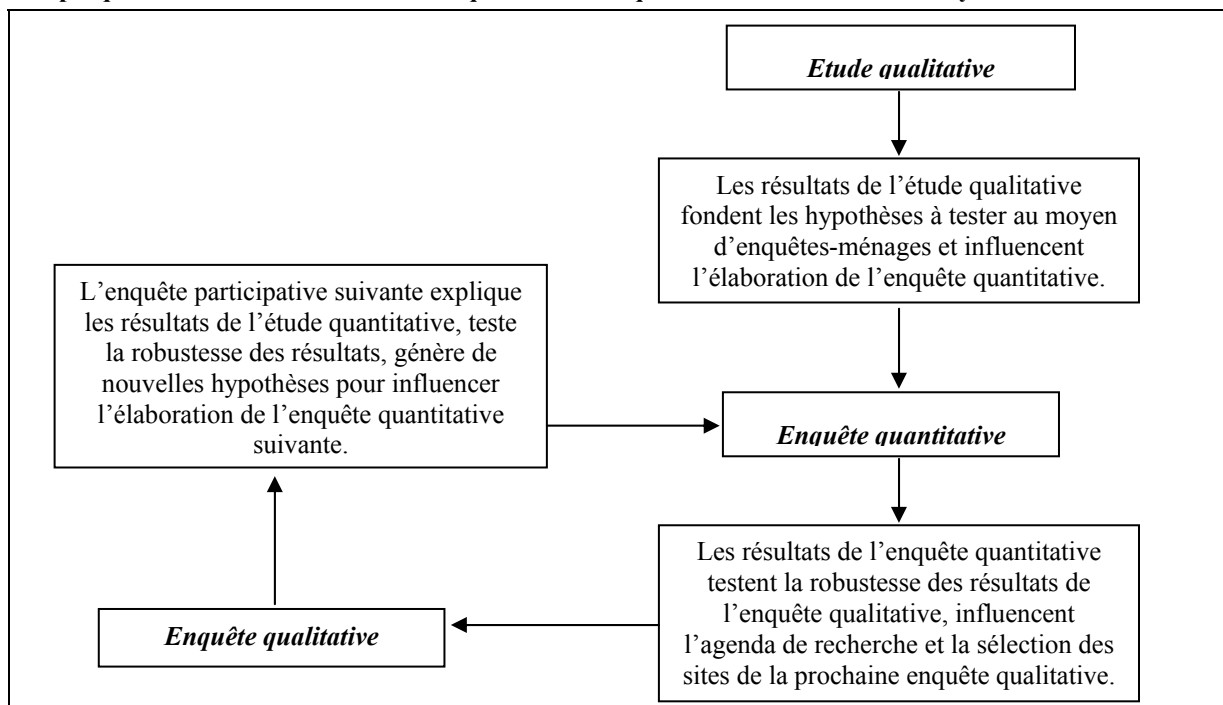 Etude qualitative
Les résultats de l’étude qualitative
fondent les hypothèses à tester au moyen
d’enquêtes-ménages et influencent
l’élaboration de l’enquête quantitative.
L’enquête participative suivante explique
les résultats de l’étude quantitative, teste
la robustesse des résultats, génère de
nouvelles hypothèses pour influencer
l’élaboration de l’enquête quantitative
suivante.
Enquête quantitative
Les résultats de l’enquête quantitative
testent la robustesse des résultats de
l’enquête qualitative, influencent
l’agenda de recherche et la sélection des
sites de la prochaine enquête qualitative.
Enquête qualitative